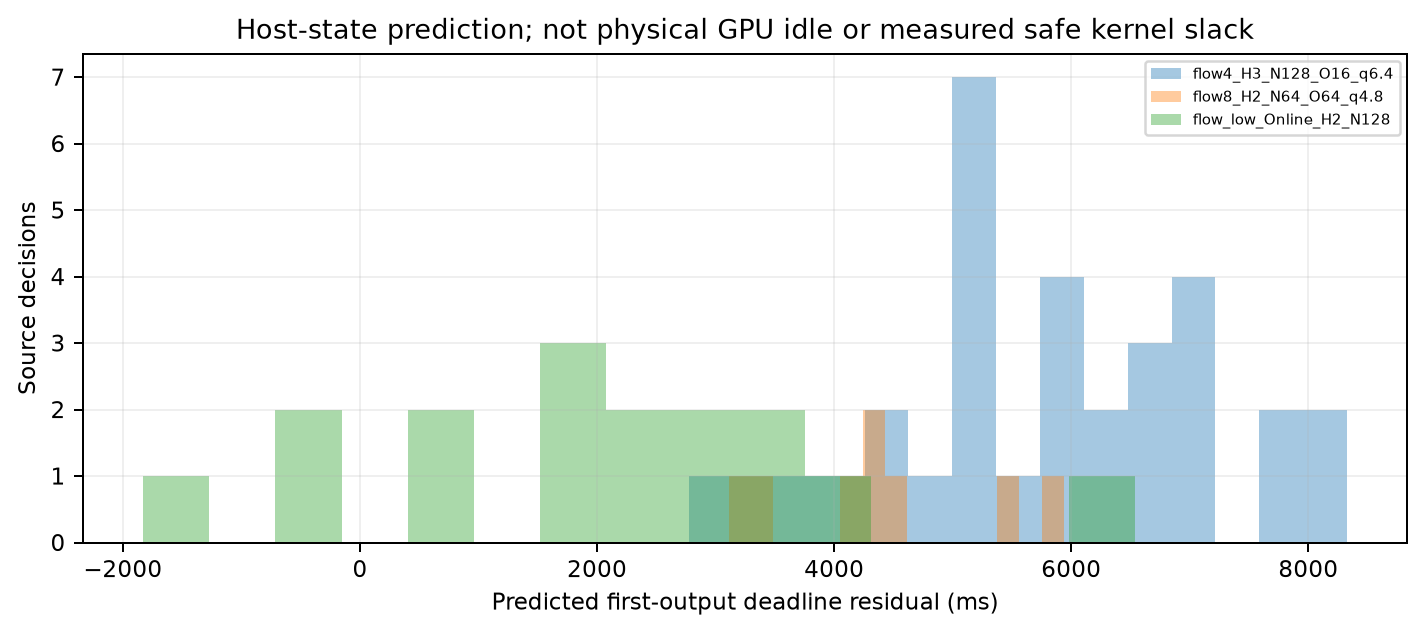 Host-state prediction; not physical GPU idle or measured safe kernel slack
flow4_H3_N128_O16_q6.4
flow8_H2_N64_O64_q4.8
flow_low_Online_H2_N128
Source decisions
7
6
5
4
3
2
1
0
−2000
0
2000
4000
6000
8000
Predicted first-output deadline residual (ms)